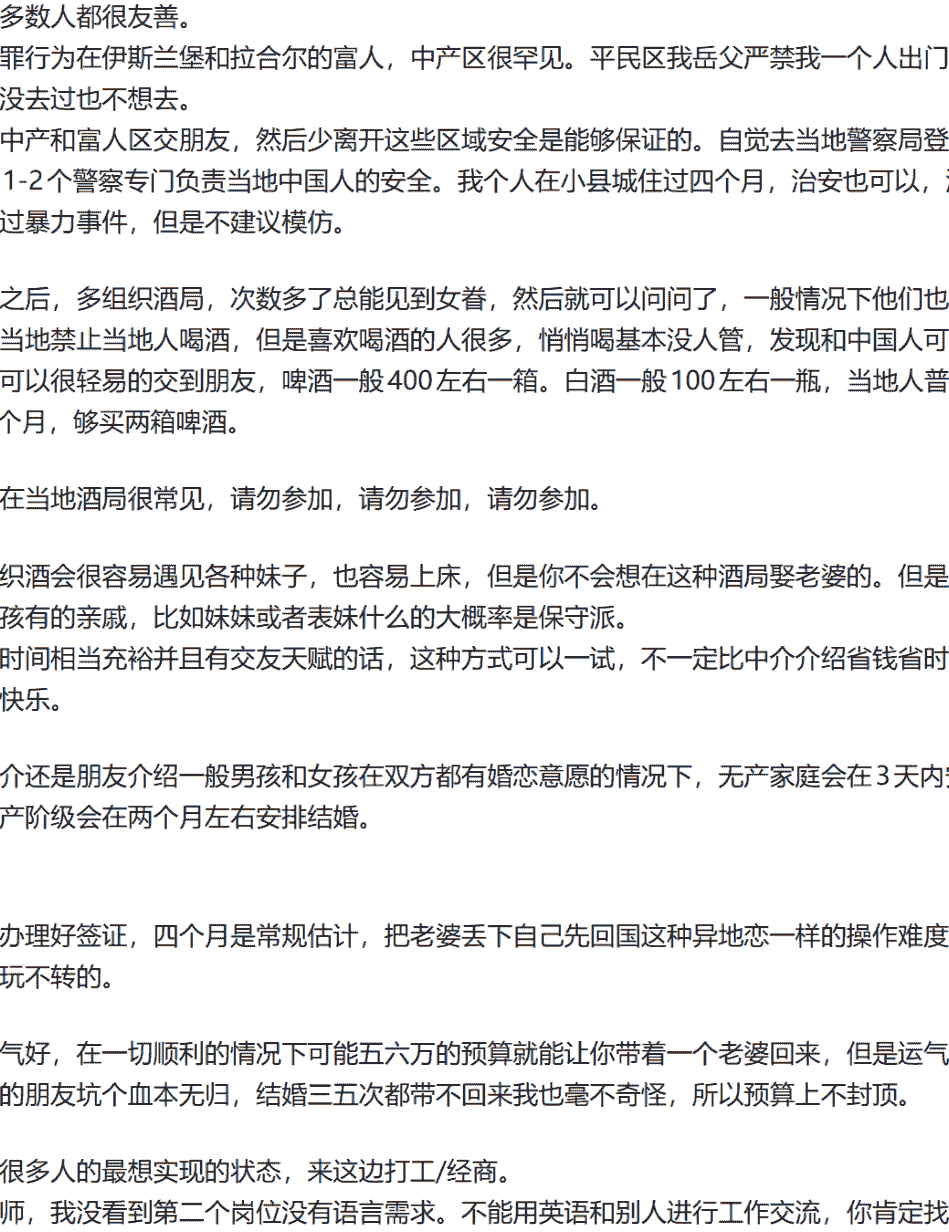 多数人都很友善。
罪行为在伊斯兰堡和拉合尔的富人，中产区很罕见。平民区我岳父严禁我一个人出门
没去过也不想去。
中产和富人区交朋友，然后少离开这些区域安全是能够保证的。自觉去当地警察局登
1-2个警察专门负责当地中国人的安全。我个人在小县城住过四个月，治安也可以，
过暴力事件，但是不建议模仿。
之后，多组织酒局，次数多了总能见到女眷，然后就可以问问了，一般情况下他们也
当地禁止当地人喝酒，但是喜欢喝酒的人很多，悄悄喝基本没人管，发现和中国人可
可以很轻易的交到朋友，啤酒一般400左右一箱。白酒一般100左右一瓶，当地人普
个月，够买两箱啤酒。
在当地酒局很常见，请勿参加，请勿参加，请勿参加。
织酒会很容易遇见各种妹子，也容易上床，但是你不会想在这种酒局娶老婆的。但是
孩有的亲戚，比如妹妹或者表妹什么的大概率是保守派。
时间相当充裕并且有交友天赋的话，这种方式可以一试，不一定比中介介绍省钱省时
快乐。
介还是朋友介绍一般男孩和女孩在双方都有婚恋意愿的情况下，无产家庭会在3天内
产阶级会在两个月左右安排结婚。
办理好签证，四个月是常规估计，把老婆丢下自己先回国这种异地恋一样的操作难度
玩不转的。
气好，在一切顺利的情况下可能五六万的预算就能让你带着一个老婆回来，但是运气
的朋友坑个血本无归，结婚三五次都带不回来我也毫不奇怪，所以预算上不封顶。
很多人的最想实现的状态，来这边打工/经商。
师，我没看到第二个岗位没有语言需求。不能用英语和别人进行工作交流，你肯定找